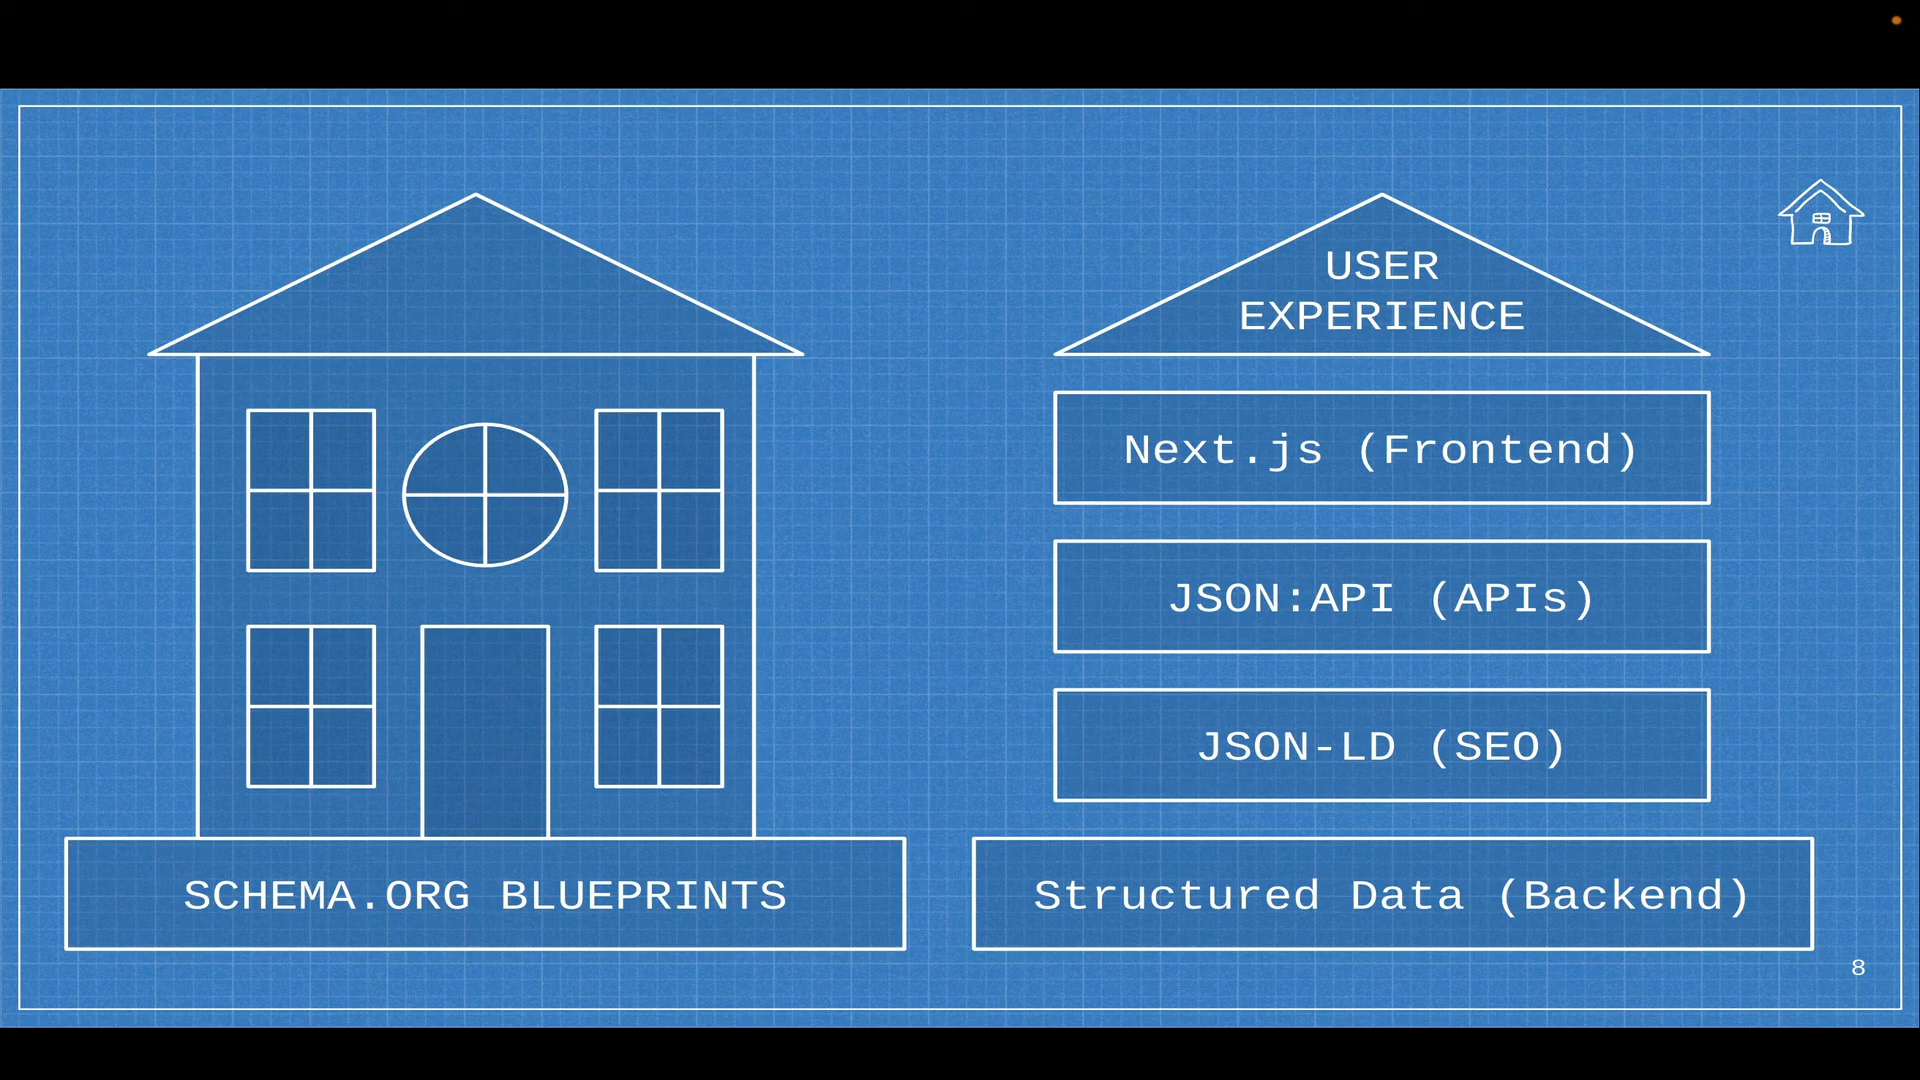 SCHEMA.ORG BLUEPRINTS
USER
EXPERIENCE
Next.js (Frontend)
JSON:API (APIs)
JSON-LD (SEO)
Structured Data (Backend)
8